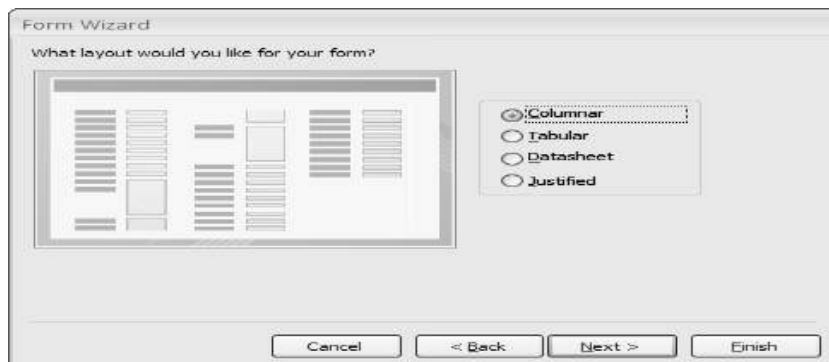 Form Wizard
What layout would you like for your form?
Columnar
Tabular
Datasheet
Justified
Cancel
< Back
Next >
Finish